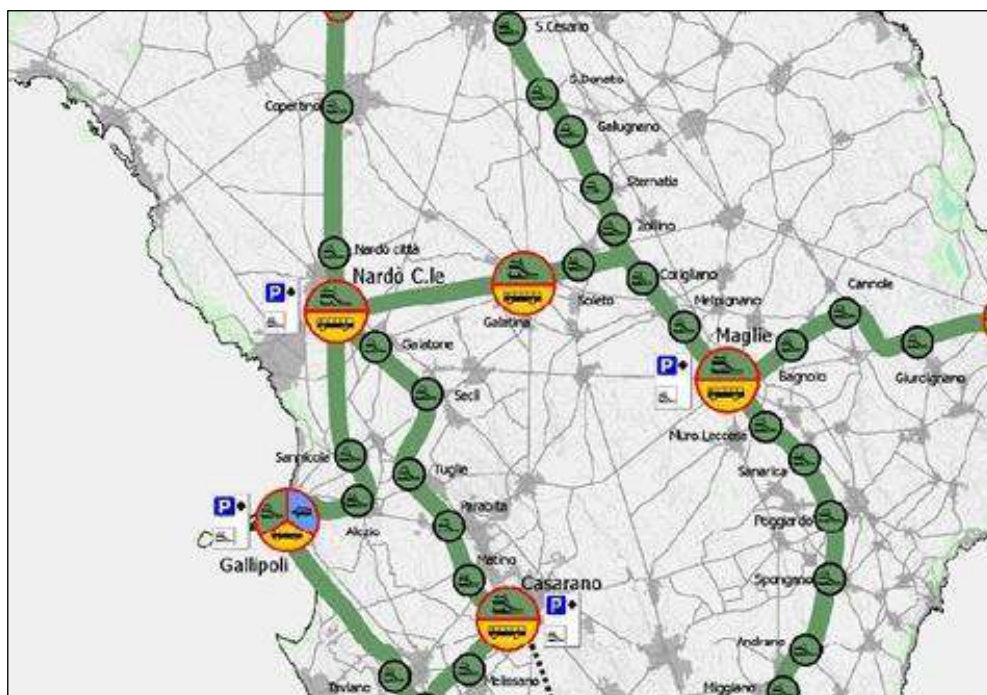 S.Cesario
S.Donato
Copertino
Galugnano
Sternatia
Zollino
Nardò città
Nardò C.le
Corigliano
Cannole
P
Soleto
Melpignano
Galatina
Maglie
Galatone
P
Bagnolo
Giurdignano
Secli
Muro Leccese
Sannicola
Sanarica
Tuglie
P
Parabita
Poggiardo
Alezio
Gallipoli
Matino
Casarano
Spongano
P
Andrano
Melissano
Taviano
Miggiano